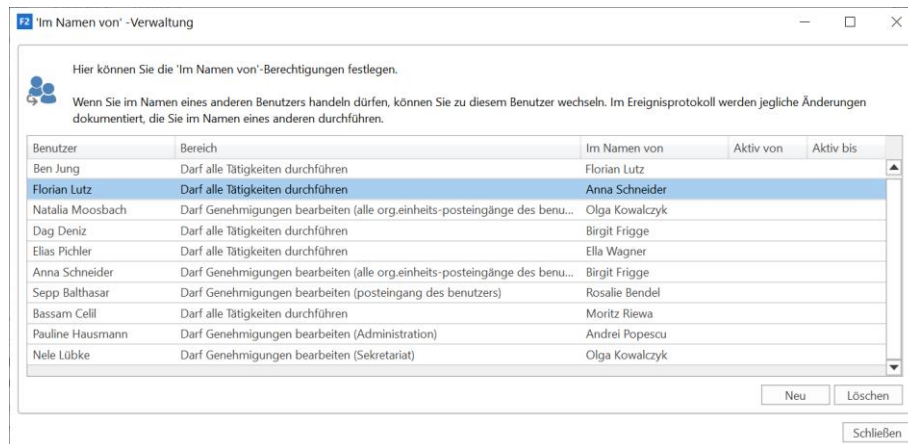 F2 'Im Namen von' -Verwaltung
Hier können Sie die 'Im Namen von'-Berechtigungen festlegen.
Wenn Sie im Namen eines anderen Benutzers handeln dürfen, können Sie zu diesem Benutzer wechseln. Im Ereignisprotokoll werden jegliche Änderungen
dokumentiert, die Sie im Namen eines anderen durchführen.
Benutzer Bereich Im Namen von Aktiv von Aktiv bis
Ben Jung Darf alle Tätigkeiten durchführen Florian Lutz
Florian Lutz Darf alle Tätigkeiten durchführen Anna Schneider
Natalia Moosbach Darf Genehmigungen bearbeiten (alle org.einheits-posteingänge des benu... Olga Kowalczyk
Dag Deniz Darf alle Tätigkeiten durchführen Birgit Frigge
Elias Pichler Darf alle Tätigkeiten durchführen Ella Wagner
Anna Schneider Darf Genehmigungen bearbeiten (alle org.einheits-posteingänge des benu... Birgit Frigge
Sepp Balthasar Darf Genehmigungen bearbeiten (posteingang des benutzers) Rosalie Bendel
Bassam Celil Darf alle Tätigkeiten durchführen Moritz Riewa
Pauline Hausmann Darf Genehmigungen bearbeiten (Administration) Andrei Popescu
Nele Lübke Darf Genehmigungen bearbeiten (Sekretariat) Olga Kowalczyk
Neu Löschen
Schließen